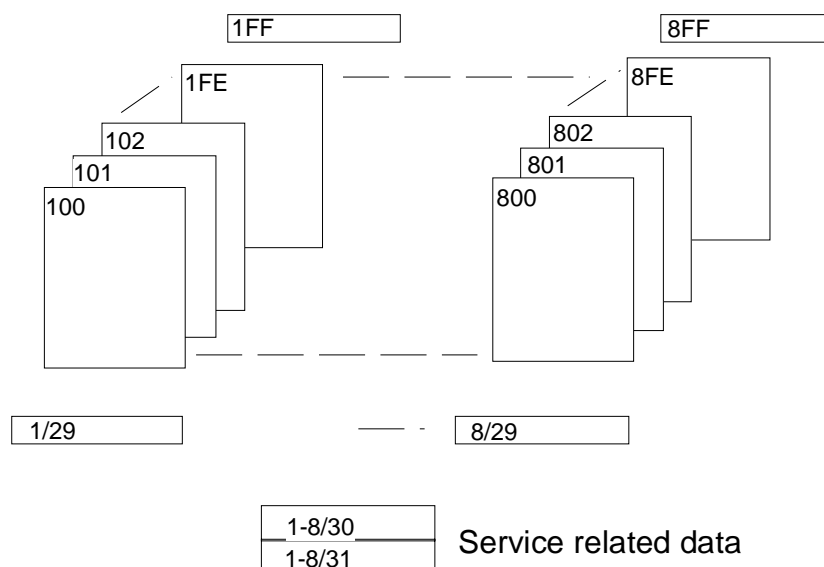 1FF
8FF
1FE
8FE
102
802
101
801
100
800
1/29
8/29
1-8/30
Service related data
1-8/31